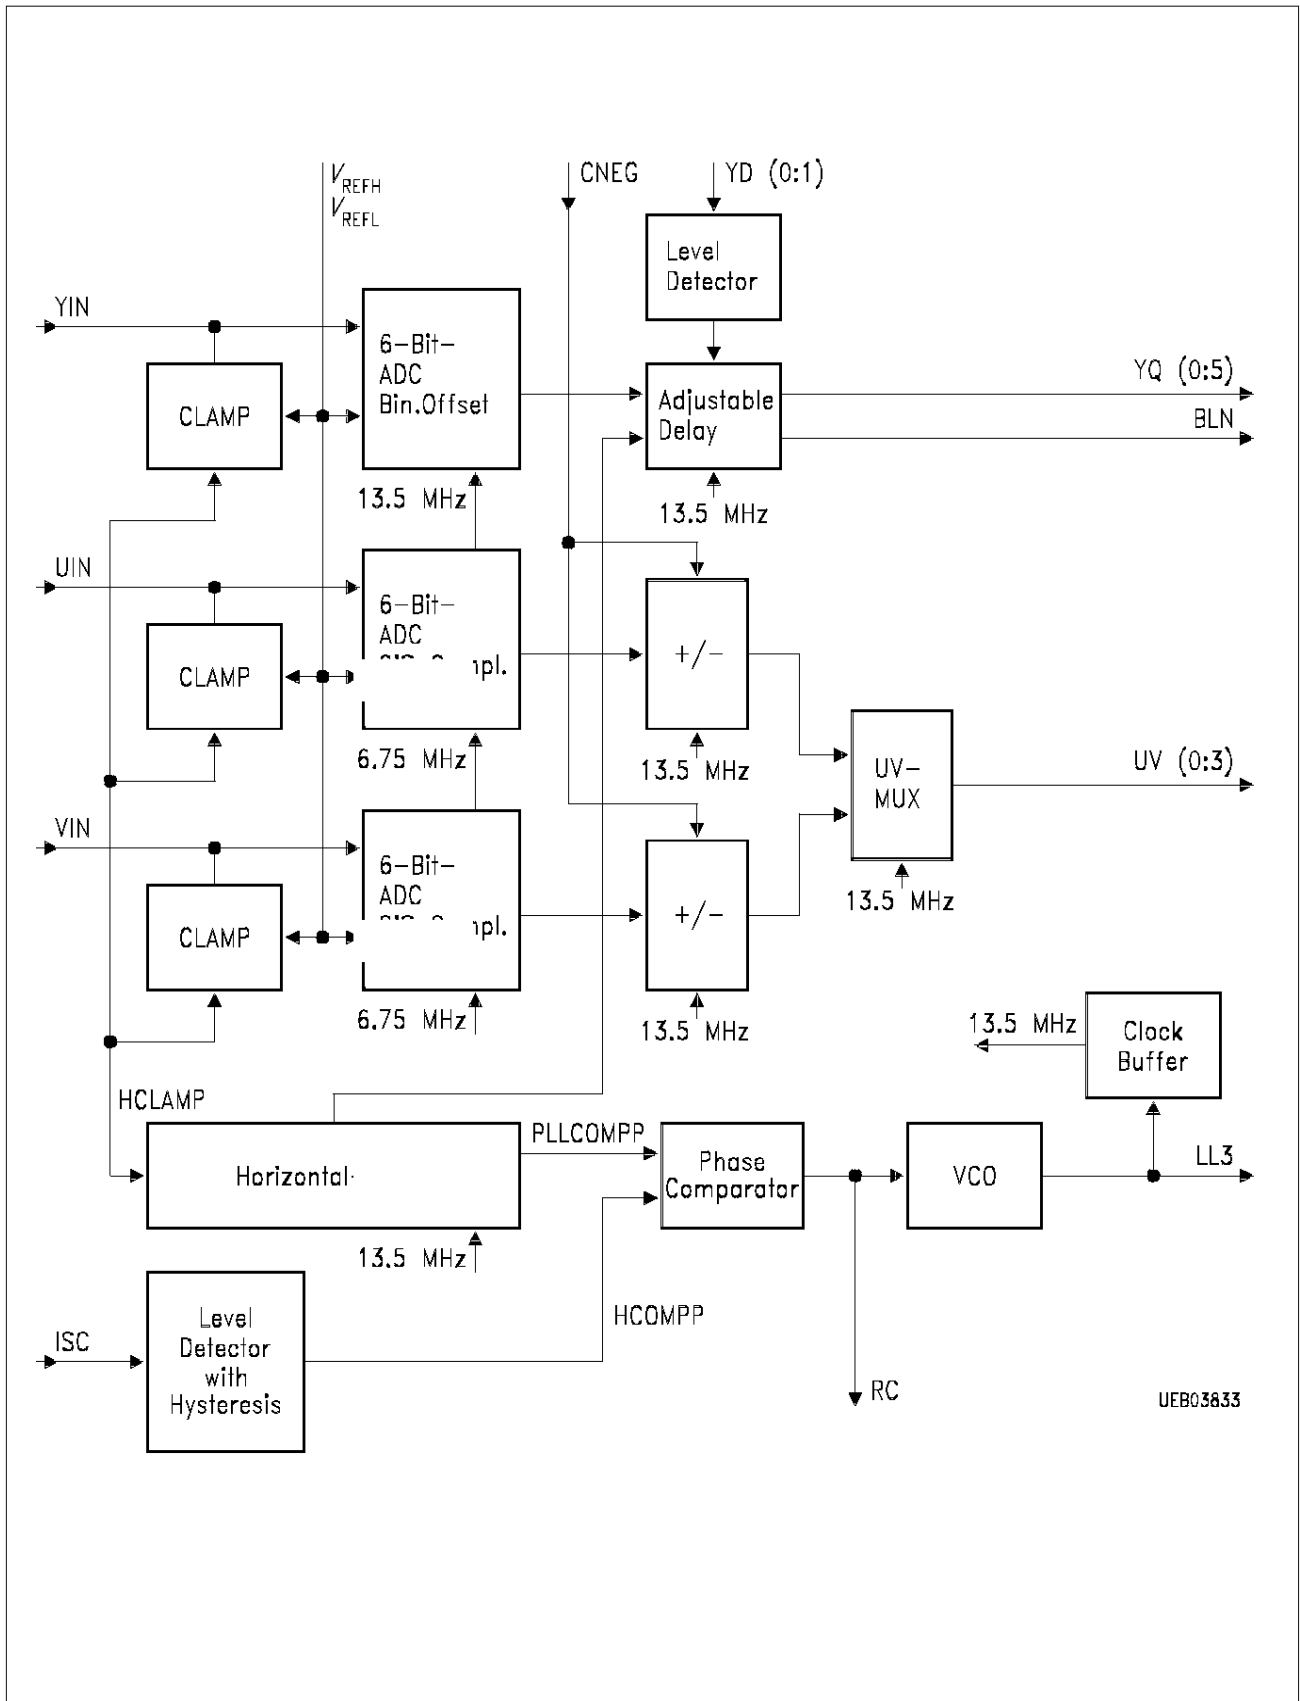 VREFH
VREFL
CNEG
YD (0:1)
Level
Detector
YIN
6-Bit-
ADC
Bin.Offset
CLAMP
Adjustable
Delay
YQ (0:5)
BLN
13.5 MHz
13.5 MHz
UIN
6-Bit-
ADC
CLAMP
+/-
6.75 MHz
13.5 MHz
UV-
MUX
UV (0:3)
VIN
6-Bit-
ADC
CLAMP
+/-
13.5 MHz
6.75 MHz
13.5 MHz
13.5 MHz
Clock
Buffer
HCLAMP
PLLCOMPP
Horizontal-
Phase
Comparator
VCO
LL3
13.5 MHz
HCOMPP
ISC
Level
Detector
with
Hysteresis
RC
UEB03833